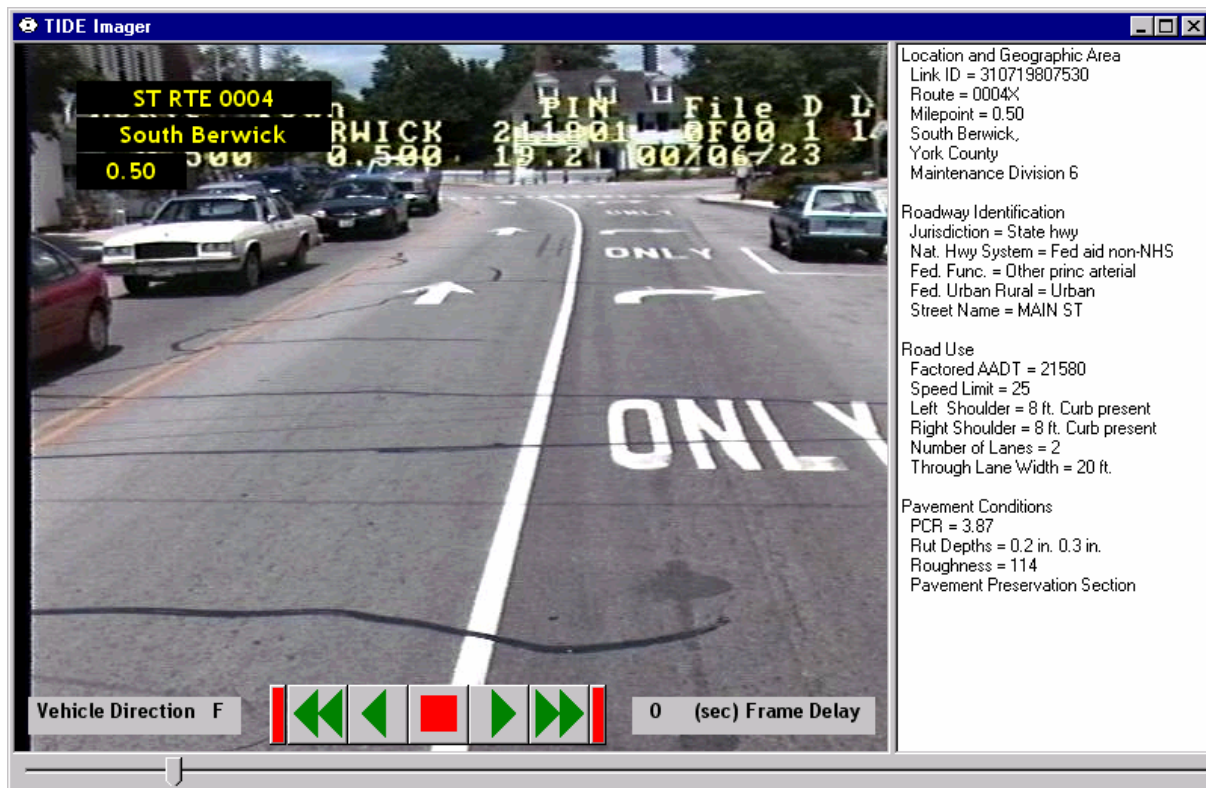 TIDE Imager
ST RTE 0004
PIN File D L
South Berwick
RWICK 0F00 1
0.50
0.500 19.2 00/06/23
ONLY
ONLY
ONLY
Vehicle Direction F
0 (sec) Frame Delay
Location and Geographic Area
Link ID = 310719807530
Route = 0004X
Milepoint = 0.50
South Berwick,
York County
Maintenance Division 6
Roadway Identification
Jurisdiction = State hwy
Nat. Hwy System = Fed aid non-NHS
Fed. Func. = Other princ arterial
Fed. Urban Rural = Urban
Street Name = MAIN ST
Road Use
Factored AADT = 21580
Speed Limit = 25
Left Shoulder = 8 ft. Curb present
Right Shoulder = 8 ft. Curb present
Number of Lanes = 2
Through Lane Width = 20 ft.
Pavement Conditions
PCR = 3.87
Rut Depths = 0.2 in. 0.3 in.
Roughness = 114
Pavement Preservation Section